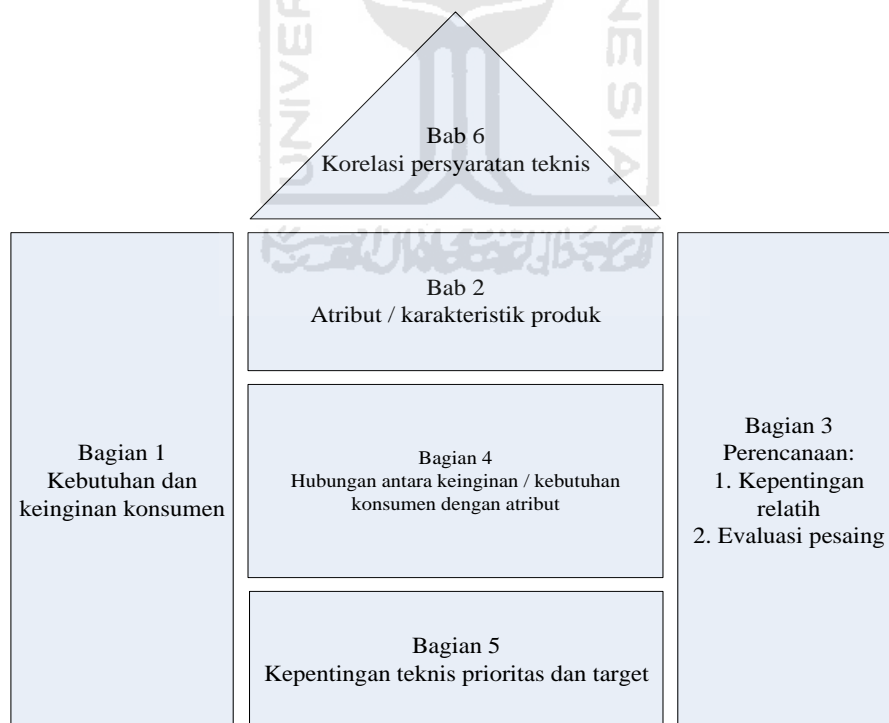 Bab 6
Korelasi persyaratan teknis
Bab 2
Atribut / karakteristik produk
Bagian 1
Kebutuhan dan
keinginan konsumen
Bagian 4
Hubungan antara keinginan / kebutuhan
konsumen dengan atribut
Bagian 3
Perencanaan:
1. Kepentingan
relatih
2. Evaluasi pesaing
Bagian 5
Kepentingan teknis prioritas dan target